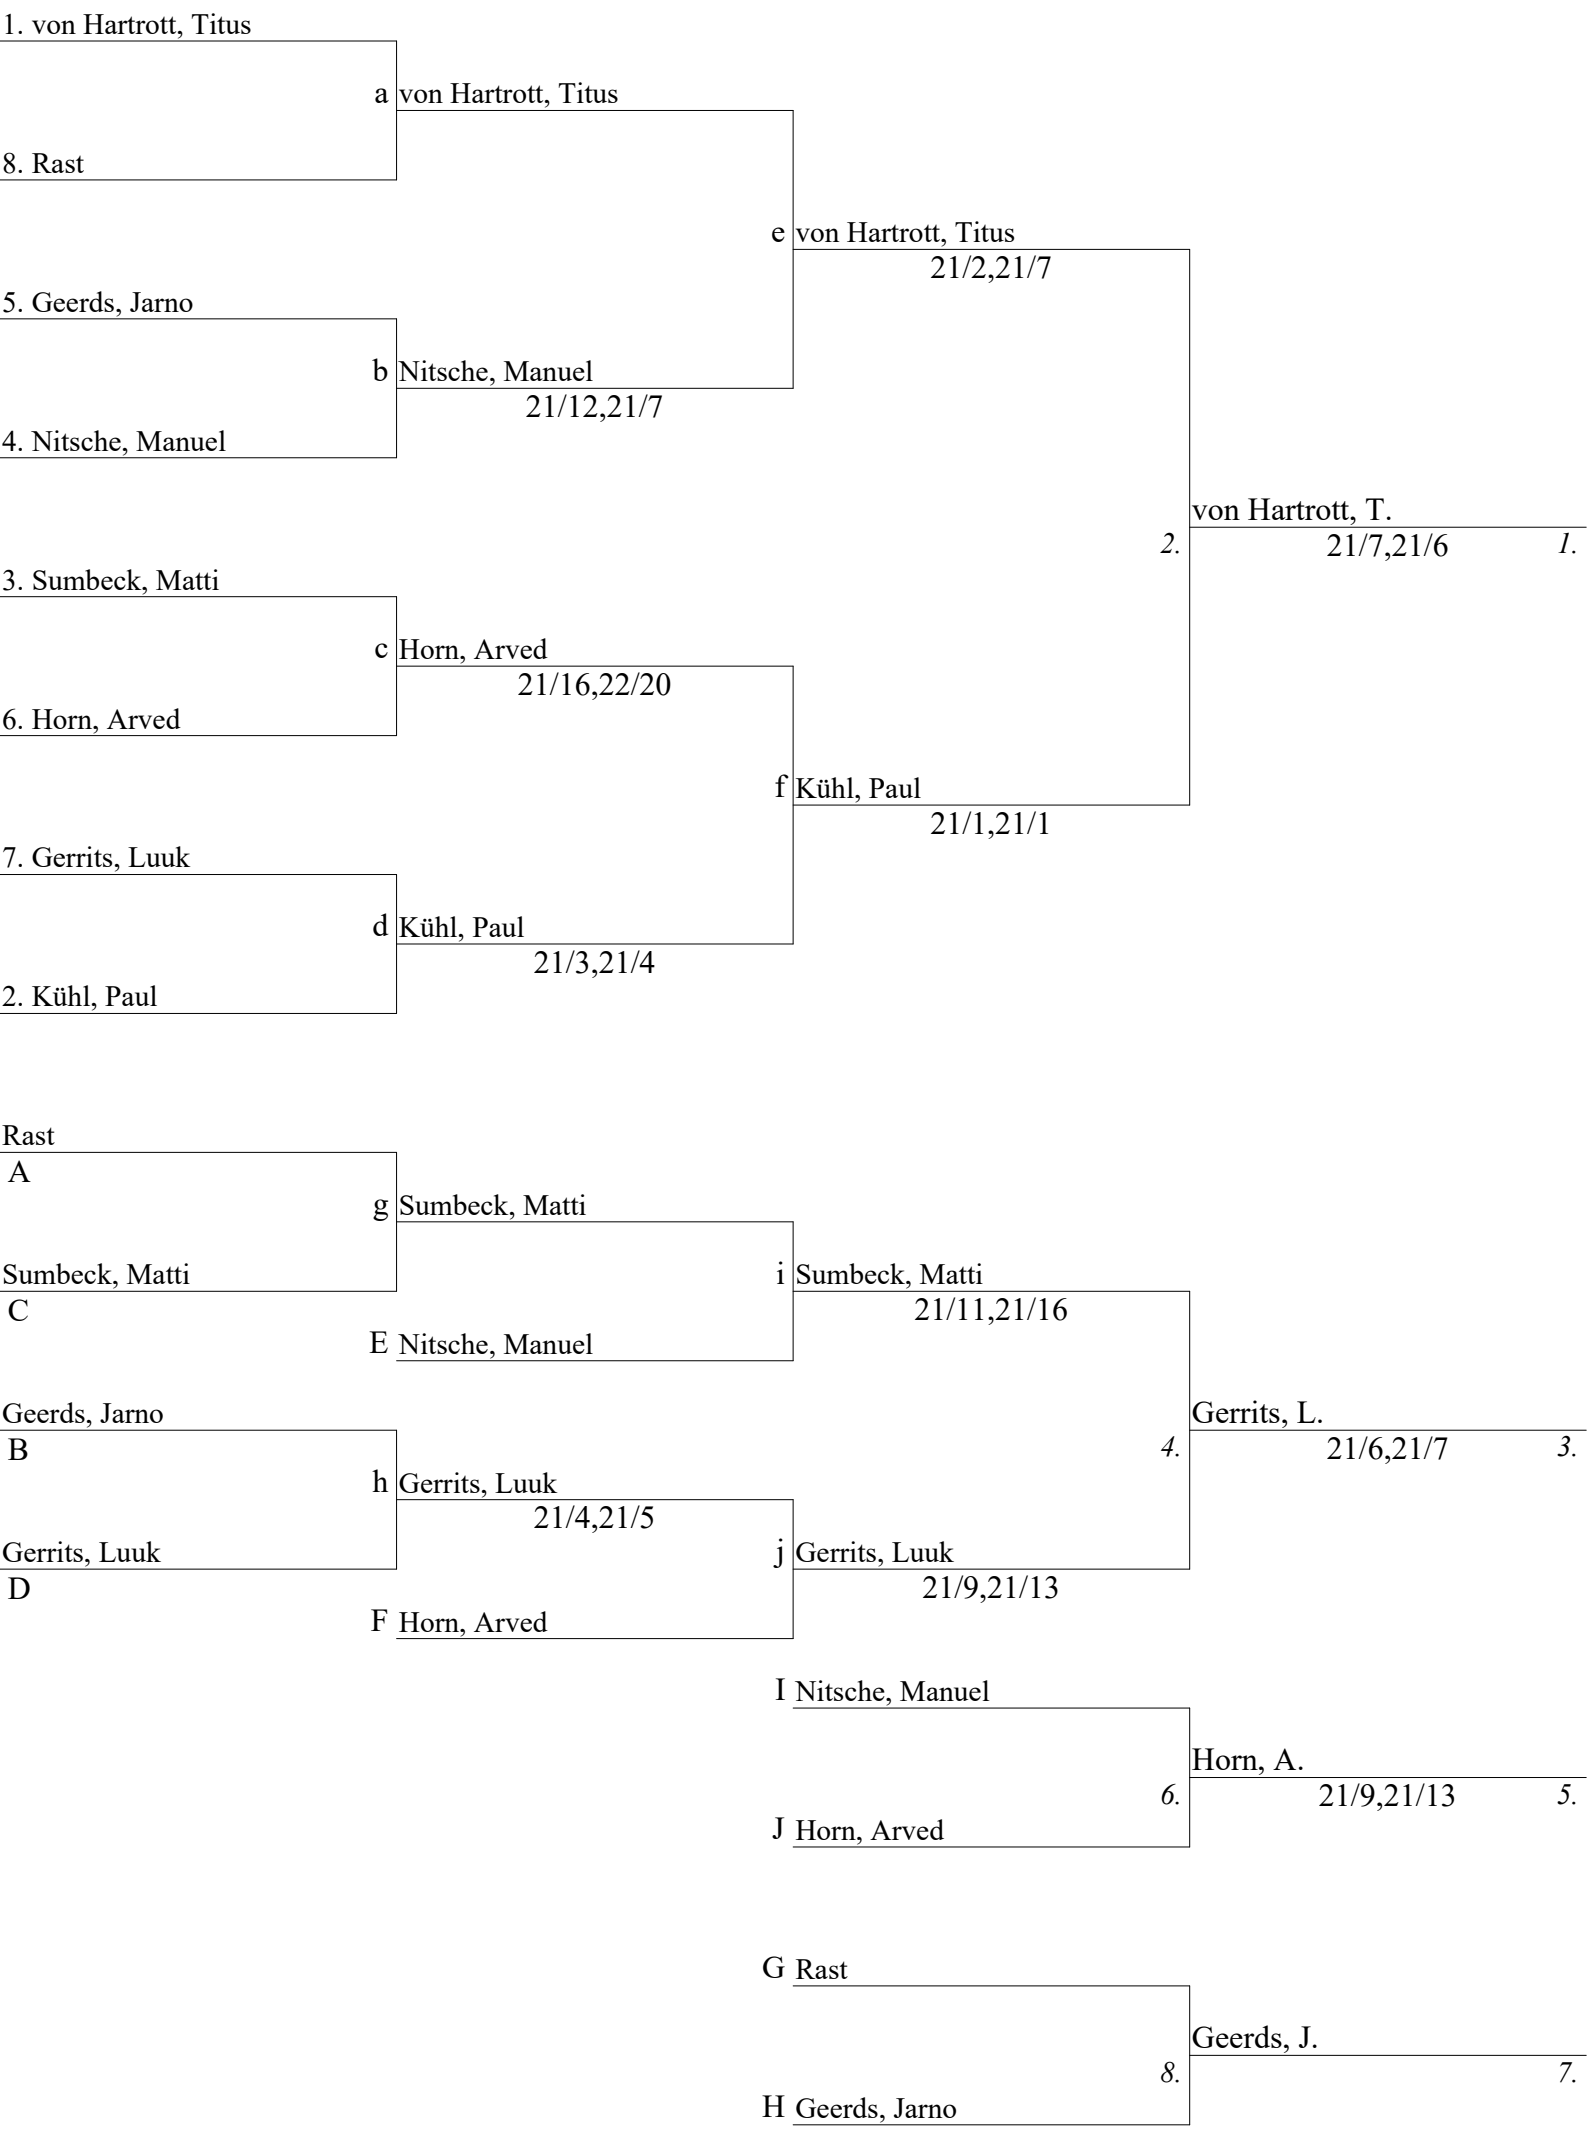 1. von Hartrott, Titus
a von Hartrott, Titus
8. Rast
e von Hartrott, Titus
21/2,21/7
5. Geerds, Jarno
b Nitsche, Manuel
21/12,21/7
4. Nitsche, Manuel
von Hartrott, T.
2. 21/7,21/6 1.
3. Sumbeck, Matti
c Horn, Arved
21/16,22/20
6. Horn, Arved
f Kühl, Paul
21/1,21/1
7. Gerrits, Luuk
d Kühl, Paul
21/3,21/4
2. Kühl, Paul
Rast
A
g Sumbeck, Matti
Sumbeck, Matti
i Sumbeck, Matti
C
21/11,21/16
E Nitsche, Manuel
Geerds, Jarno
Gerrits, L.
B
4. 21/6,21/7 3.
h Gerrits, Luuk
21/4,21/5
Gerrits, Luuk
j Gerrits, Luuk
D
21/9,21/13
F Horn, Arved
I Nitsche, Manuel
Horn, A.
6. 21/9,21/13 5.
J Horn, Arved
G Rast
Geerds, J.
8. 7.
H Geerds, Jarno